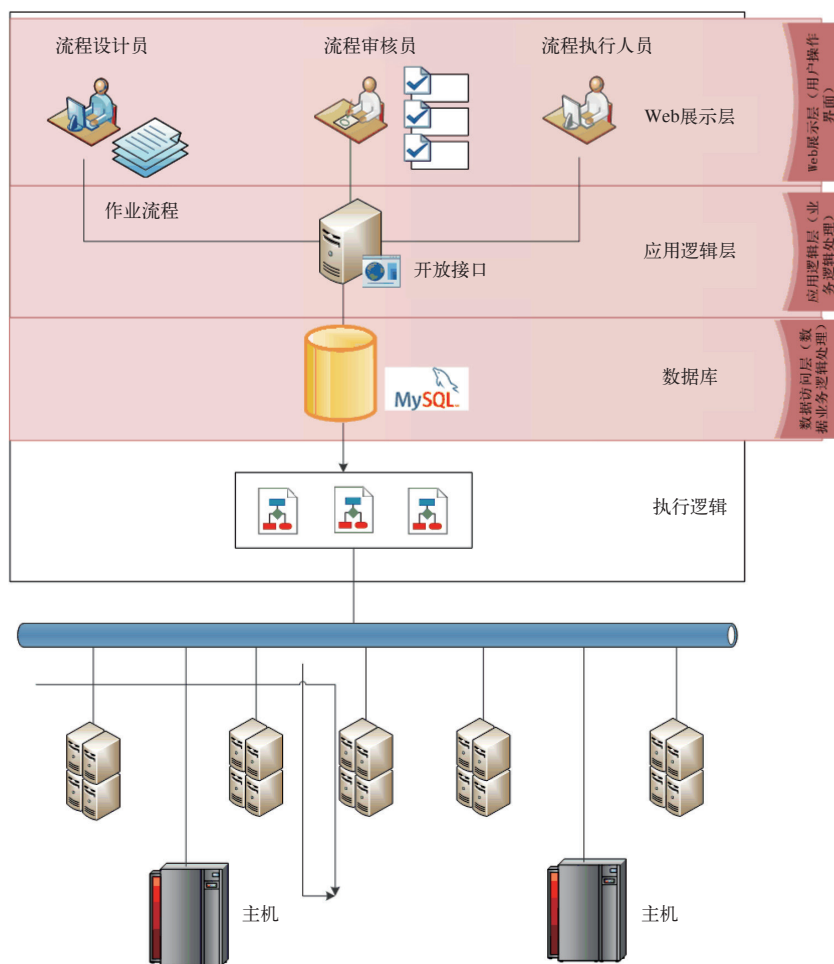 流程设计员
流程审核员
流程执行人员
Web展示层
Web展示层（用户操作
界面）
作业流程
开放接口
应用逻辑层
应用逻辑层（业
务逻辑处理）
MySQL
数据库
数据访问层（数
据业务逻辑处理）
执行逻辑
主机
主机